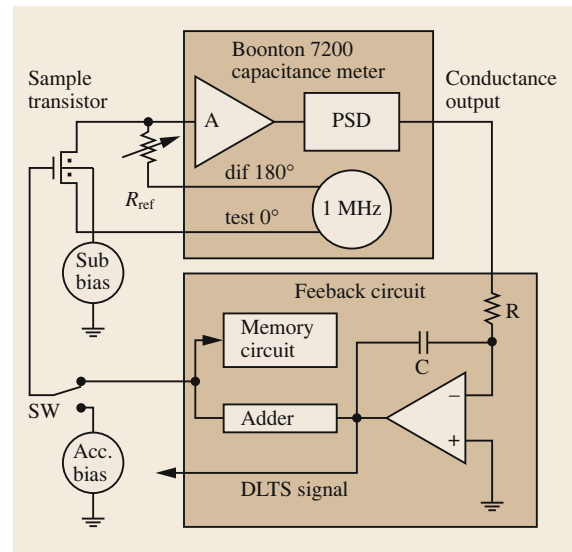 Boonton 7200
capacitance meter
Sample
transistor
Conductance
output
A
PSD
dif 180°
R_ref
1 MHz
test 0°
Sub
bias
Feeback circuit
Memory
circuit
R
C
SW
Adder
−
+
Acc.
bias
DLTS signal